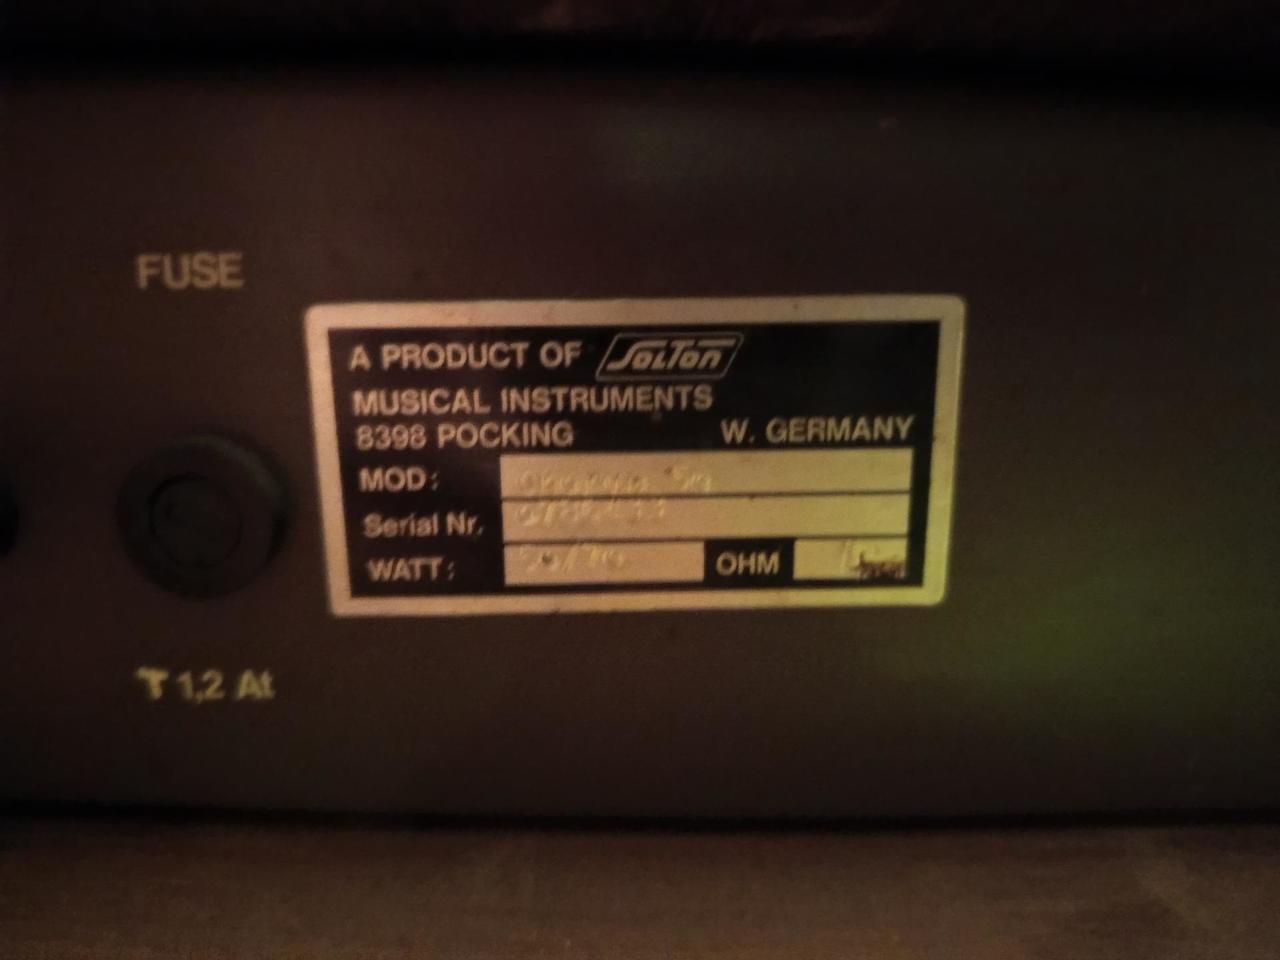 FUSE
A PRODUCT OF SOLTON
MUSICAL INSTRUMENTS
8398 POCKING W. GERMANY
MOD:
Serial Nr.
WATT: OHM
T 1,2 At